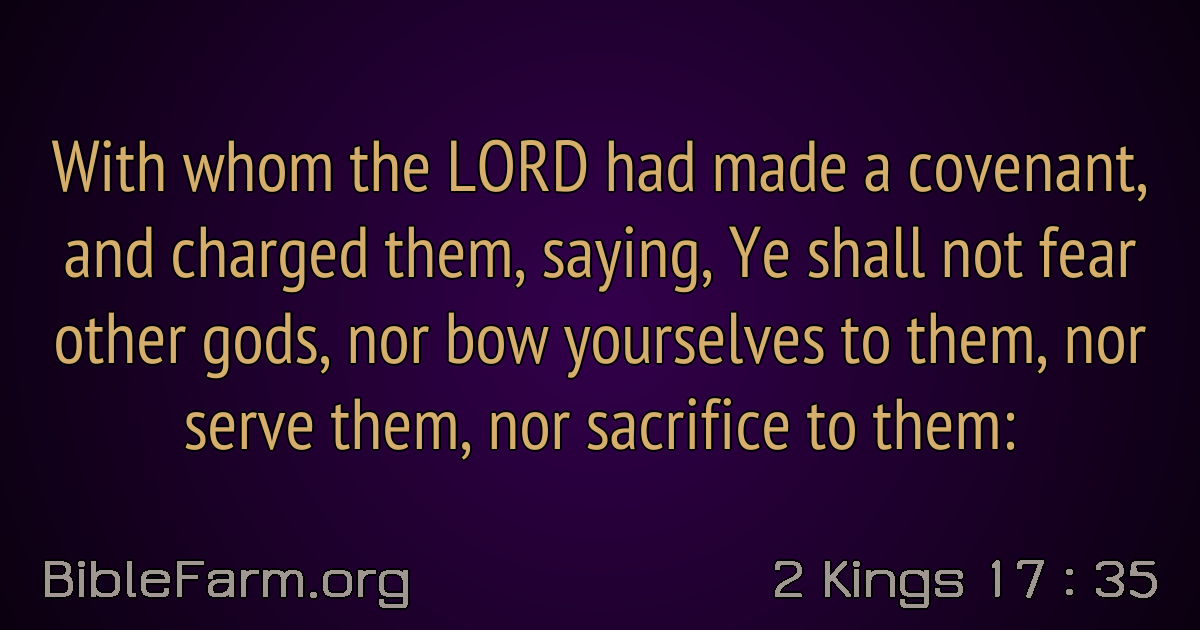 With whom the LORD had made a covenant,
and charged them, saying, Ye shall not fear
other gods, nor bow yourselves to them, nor
serve them, nor sacrifice to them:
BibleFarm.org
2 Kings 17 : 35